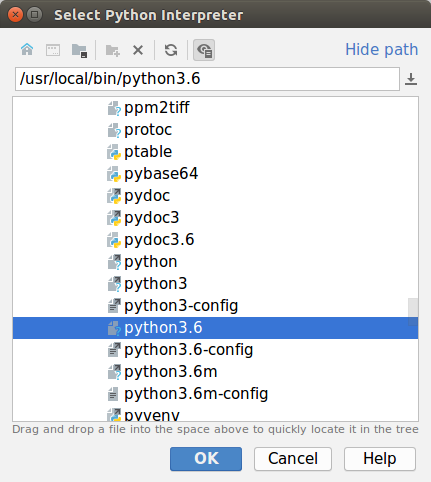 Select Python Interpreter
Hide path
/usr/local/bin/python3.6
ppm2tiff
protoc
ptable
pybase64
pydoc
pydoc3
pydoc3.6
python
python3
python3-config
python3.6
python3.6-config
python3.6m
python3.6m-config
pyvenv
Drag and drop a file into the space above to quickly locate it in the tree
OK Cancel Help